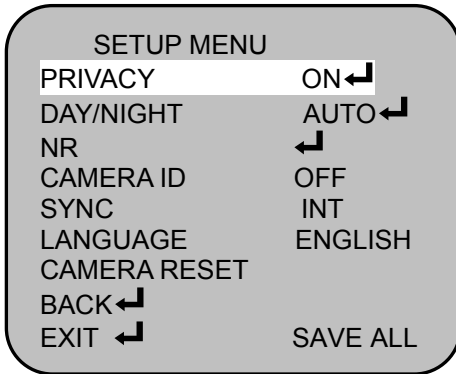 SETUP MENU
PRIVACY ON↵
DAY/NIGHT AUTO↵
NR ↵
CAMERA ID OFF
SYNC INT
LANGUAGE ENGLISH
CAMERA RESET
BACK↵
EXIT ↵ SAVE ALL